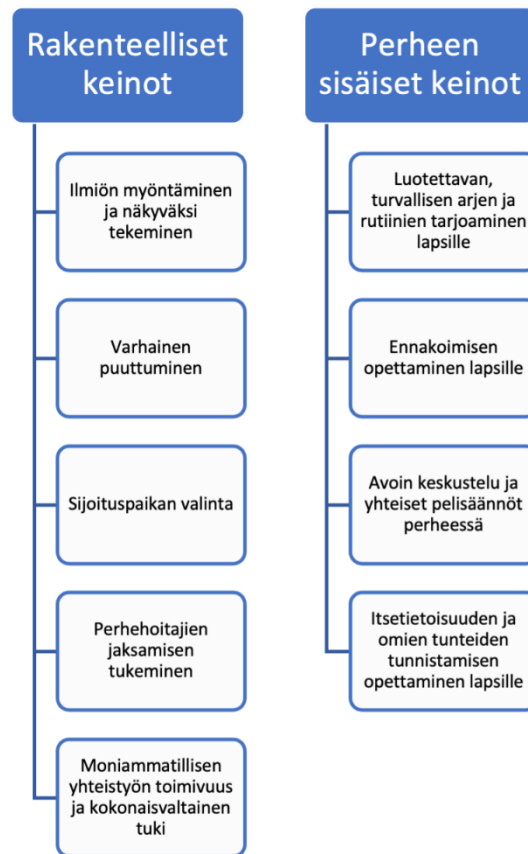 Rakenteelliset
keinot
Ilmiön myöntäminen
ja näkyväksi
tekeminen
Varhainen
puuttuminen
Sijoituspaikan valinta
Perhehoitajien
jaksamisen
tukeminen
Moniammatillisen
yhteistyön toimivuus
ja kokonaisvaltainen
tuki
Perheen
sisäiset keinot
Luotettavan,
turvallisen arjen ja
rutiinien tarjoaminen
lapsille
Ennakoimisen
opettaminen lapsille
Avoin keskustelu ja
yhteiset pelisäännöt
perheessä
Itsetietoisuuden ja
omien tunteiden
tunnistamisen
opettaminen lapsille